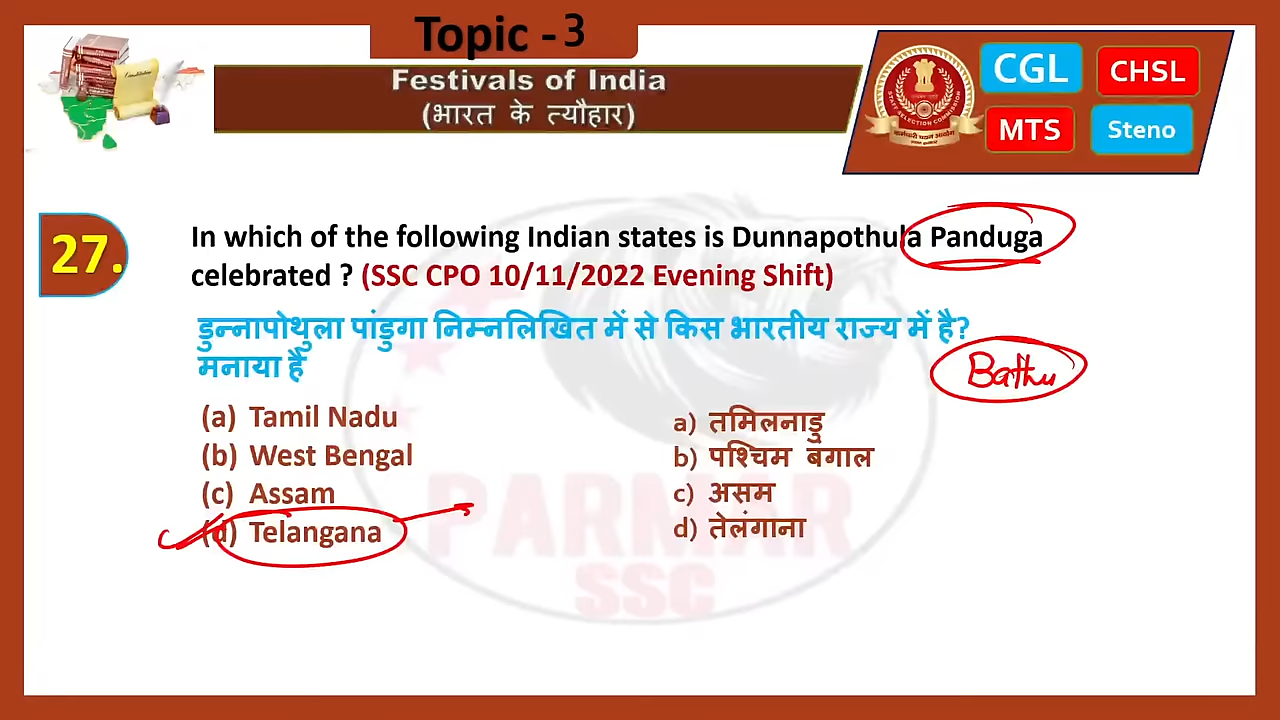 Topic -3
Festivals of India
(भारत के त्यौहार)
CGL
CHSL
MTS
Steno
27.
In which of the following Indian states is Dunnapothula Panduga
celebrated ? (SSC CPO 10/11/2022 Evening Shift)
डुन्नापोथुला पांडुगा निम्नलिखित में से किस भारतीय राज्य में है?
मनाया है
Bathu
(a) Tamil Nadu
(b) West Bengal
(c) Assam
(d) Telangana
a) तमिलनाडु
b) पश्चिम बंगाल
c) असम
d) तेलंगाना
PARMAR
SSC